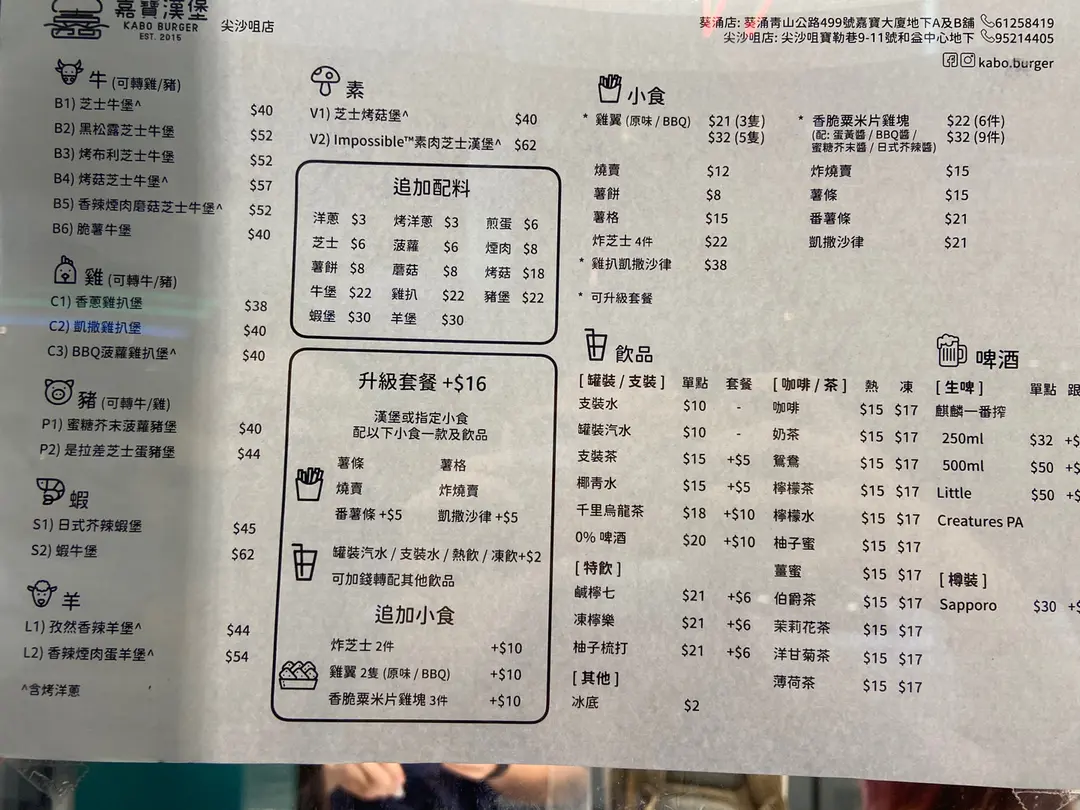 嘉寶漢堡
KABO BURGER
EST. 2015
尖沙咀店
葵涌店: 葵涌青山公路499號嘉寶大廈地下A及B舖 61258419
尖沙咀店: 尖沙咀寶勒巷9-11號和益中心地下 95214405
kabo.burger
牛 (可轉雞/豬)
B1) 芝士牛堡^ $40
B2) 黑松露芝士牛堡 $52
B3) 烤布利芝士牛堡 $52
B4) 烤菇芝士牛堡^ $57
B5) 香辣煙肉磨菇芝士牛堡^ $52
B6) 脆薯牛堡 $40
雞 (可轉牛/豬)
C1) 香蔥雞扒堡 $38
C2) 凱撒雞扒堡 $40
C3) BBQ菠蘿雞扒堡^ $40
豬 (可轉牛/雞)
P1) 蜜糖芥末菠蘿豬堡 $40
P2) 是拉差芝士蛋豬堡 $44
蝦
S1) 日式芥辣蝦堡 $45
S2) 蝦牛堡 $62
羊
L1) 孜然香辣羊堡^ $44
L2) 香辣煙肉蛋羊堡^ $54
^含烤洋蔥
素
V1) 芝士烤菇堡^ $40
V2) Impossible™素肉芝士漢堡^ $62
追加配料
洋蔥 $3 烤洋蔥 $3 煎蛋 $6
芝士 $6 菠蘿 $6 煙肉 $8
薯餅 $8 蘑菇 $8 烤菇 $18
牛堡 $22 雞扒 $22 豬堡 $22
蝦堡 $30 羊堡 $30
升級套餐 +$16
漢堡或指定小食
配以下小食一款及飲品
薯條 薯格
燒賣 炸燒賣
番薯條 +$5 凱撒沙律 +$5
罐裝汽水 / 支裝水 / 熱飲 / 凍飲+$2
可加錢轉配其他飲品
追加小食
炸芝士 2件 +$10
雞翼 2隻 (原味 / BBQ) +$10
香脆粟米片雞塊 3件 +$10
小食
* 雞翼 (原味 / BBQ) $21 (3隻)
$32 (5隻)
* 香脆粟米片雞塊 $22 (6件)
(配: 蛋黃醬 / BBQ醬 / $32 (9件)
蜜糖芥末醬 / 日式芥辣醬)
燒賣 $12 炸燒賣 $15
薯餅 $8 薯條 $15
薯格 $15 番薯條 $21
炸芝士 4件 $22 凱撒沙律 $21
* 雞扒凱撒沙律 $38
* 可升級套餐
飲品
[ 罐裝 / 支裝 ] 單點 套餐
支裝水 $10 -
罐裝汽水 $10 -
支裝茶 $15 +$5
椰青水 $15 +$5
千里烏龍茶 $18 +$10
0% 啤酒 $20 +$10
[ 特飲 ]
鹹檸七 $21 +$6
凍檸樂 $21 +$6
柚子梳打 $21 +$6
[ 其他 ]
冰底 $2
[ 咖啡 / 茶 ] 熱 凍
咖啡 $15 $17
奶茶 $15 $17
鴛鴦 $15 $17
檸檬茶 $15 $17
檸檬水 $15 $17
柚子蜜 $15 $17
薑蜜 $15 $17
伯爵茶 $15 $17
茉莉花茶 $15 $17
洋甘菊茶 $15 $17
薄荷茶 $15 $17
啤酒
[ 生啤 ] 單點 跟
麒麟一番搾
250ml $32 +$
500ml $50 +$
Little $50 +$
Creatures PA
[ 樽裝 ]
Sapporo $30 +$